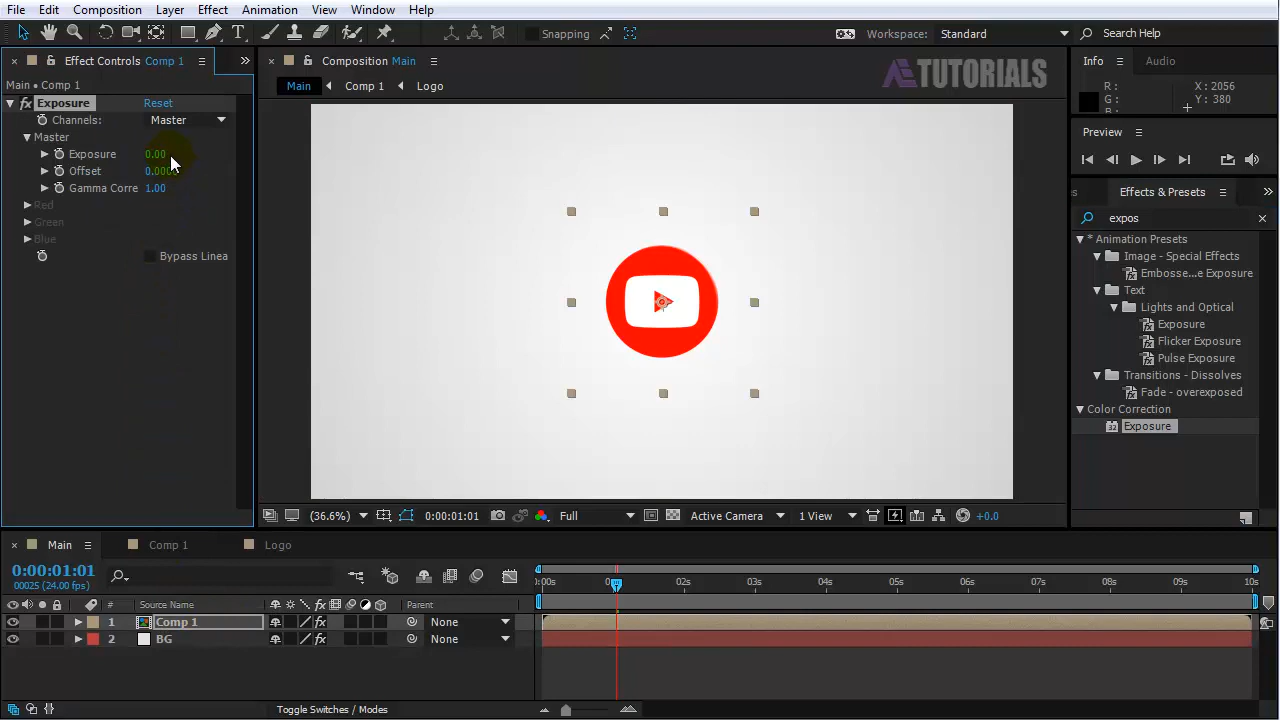 File Edit Composition Layer Effect Animation View Window Help
Snapping
Workspace: Standard
Search Help
Effect Controls Comp 1
Main • Comp 1
fx Exposure Reset
Channels: Master
Master
Exposure 0.00
Offset
Gamma Corre 1.00
Red
Green
Blue
Bypass Linea
Composition Main
Main Comp 1 Logo
AE TUTORIALS
(36.6%) 0:00:01:01 Full Active Camera 1 View +0.0
Info Audio
R : X : 2056
G : Y : 380
B :
Preview
Effects & Presets
expos
* Animation Presets
Image - Special Effects
Embosse...e Exposure
Text
Lights and Optical
Exposure
Flicker Exposure
Pulse Exposure
Transitions - Dissolves
Fade - overexposed
Color Correction
Exposure
Main Comp 1 Logo
0:00:01:01
00025 (24.00 fps)
:00s 02s 03s 04s 05s 06s 07s 08s 09s 10s
# Source Name fx Parent
1 Comp 1 fx None
2 BG fx None
Toggle Switches / Modes